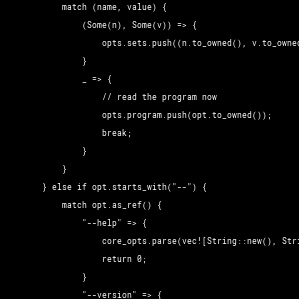 match (name, value) {
(Some(n), Some(v)) => {
opts.sets.push((n.to_owned(), v.to_owne
}
_ => {
// read the program now
opts.program.push(opt.to_owned());
break;
}
}
} else if opt.starts_with("--") {
match opt.as_ref() {
"--help" => {
core_opts.parse(vec![String::new(), Stri
return 0;
}
"--version" => {